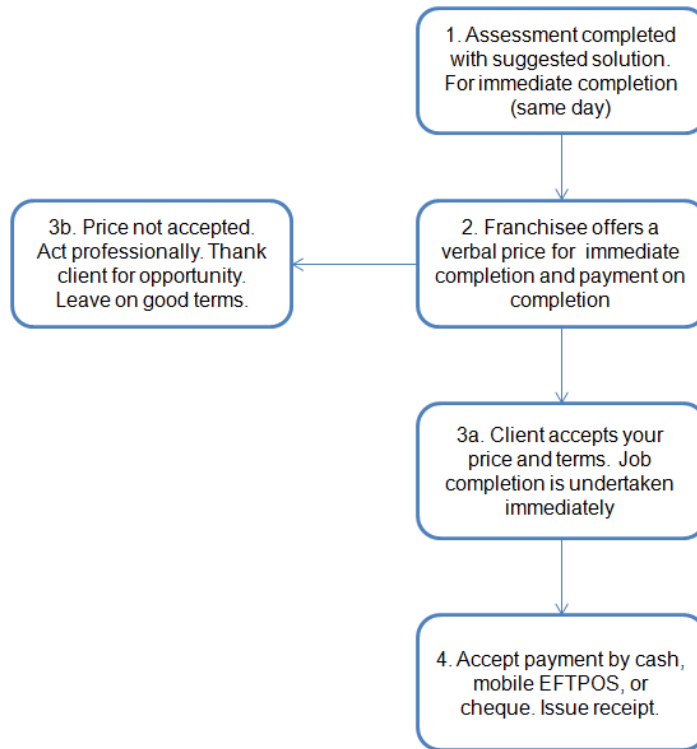 1. Assessment completed
with suggested solution.
For immediate completion
(same day)
3b. Price not accepted.
Act professionally. Thank
client for opportunity.
Leave on good terms.
2. Franchisee offers a
verbal price for immediate
completion and payment on
completion
3a. Client accepts your
price and terms. Job
completion is undertaken
immediately
4. Accept payment by cash,
mobile EFTPOS, or
cheque. Issue receipt.